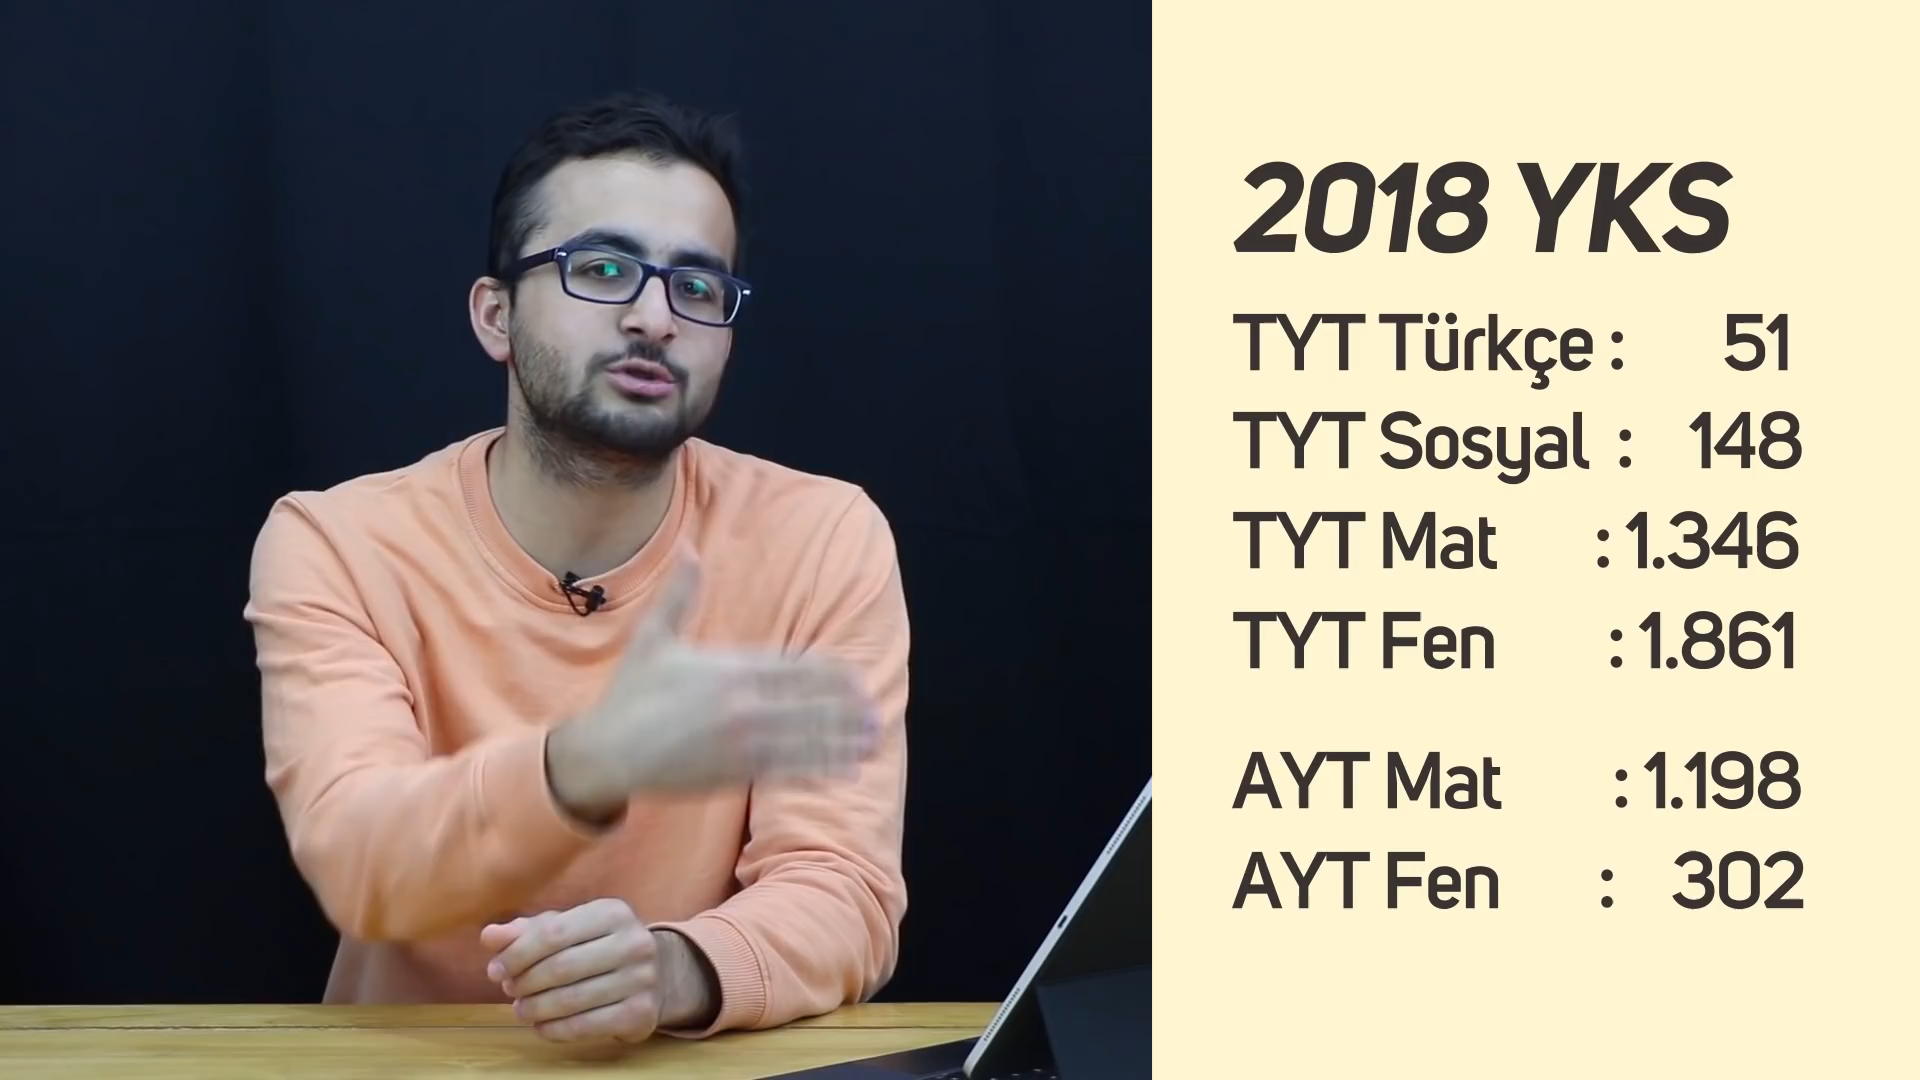 2018 YKS
TYT Türkçe : 51
TYT Sosyal : 148
TYT Mat : 1.346
TYT Fen : 1.861
AYT Mat : 1.198
AYT Fen : 302